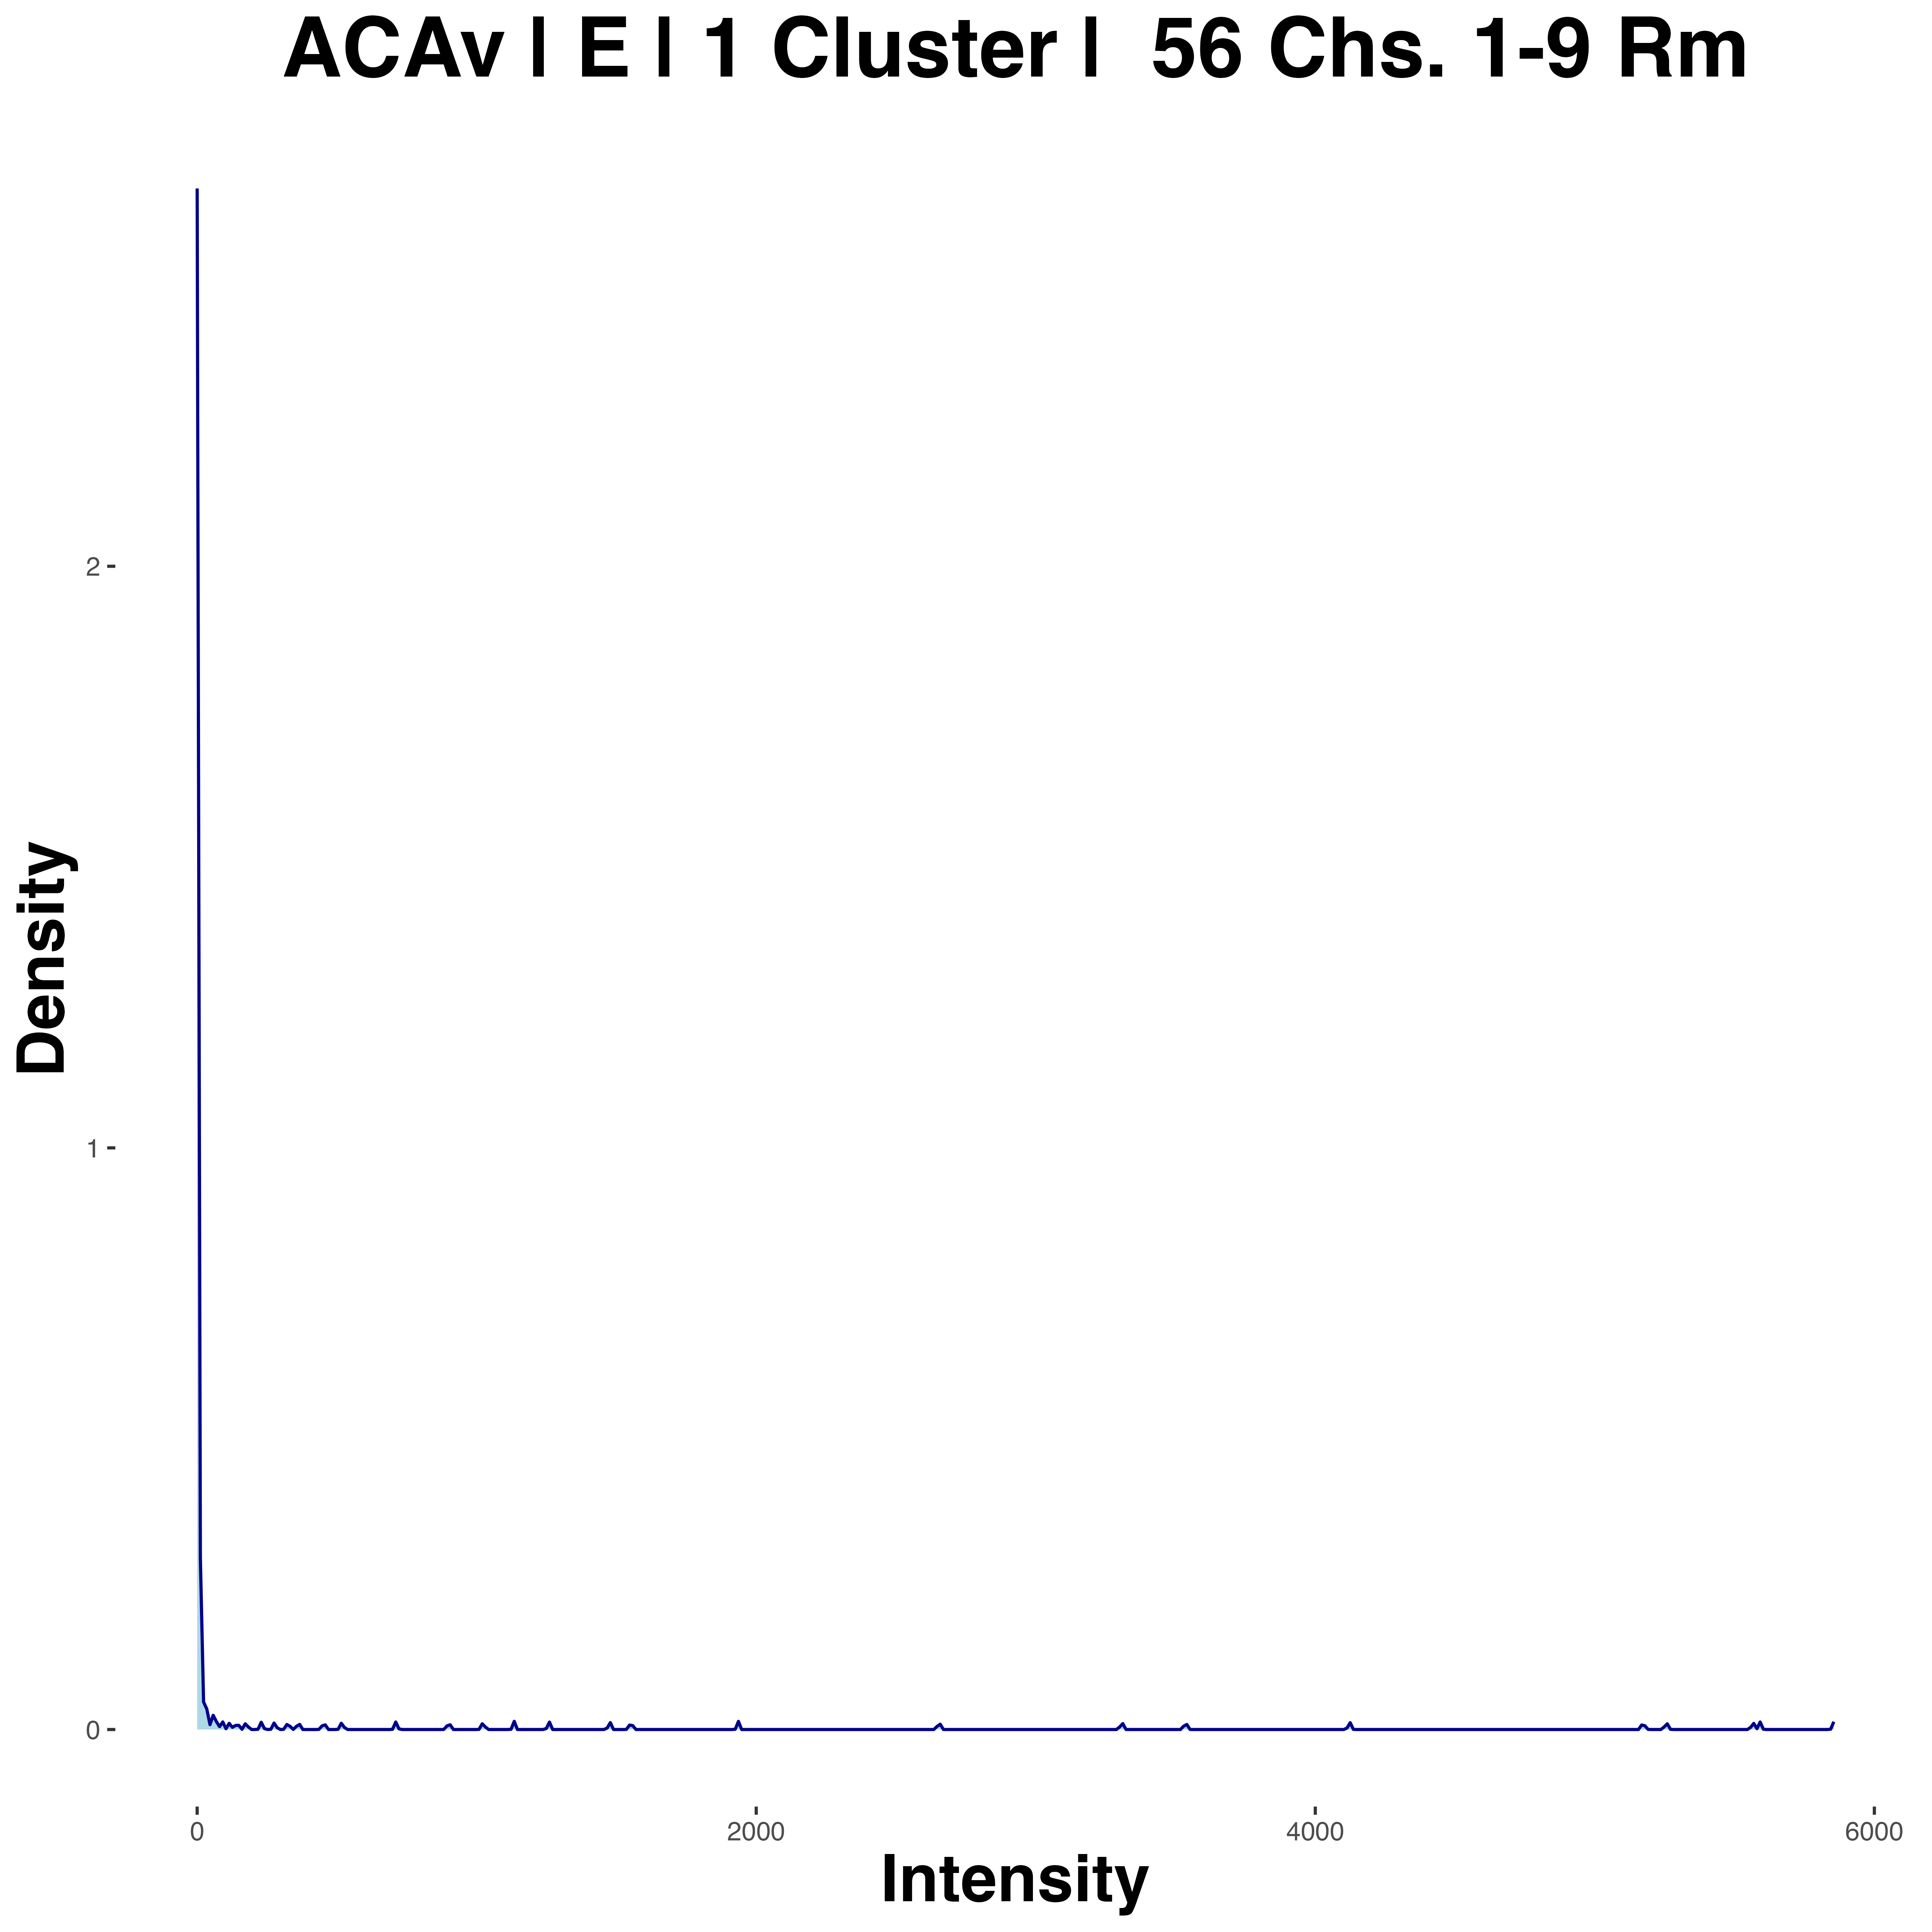 ACAv | E | 1 Cluster |  56 Chs. 1-9 Rm
Density
2
1
0
0 2000 4000 6000
Intensity